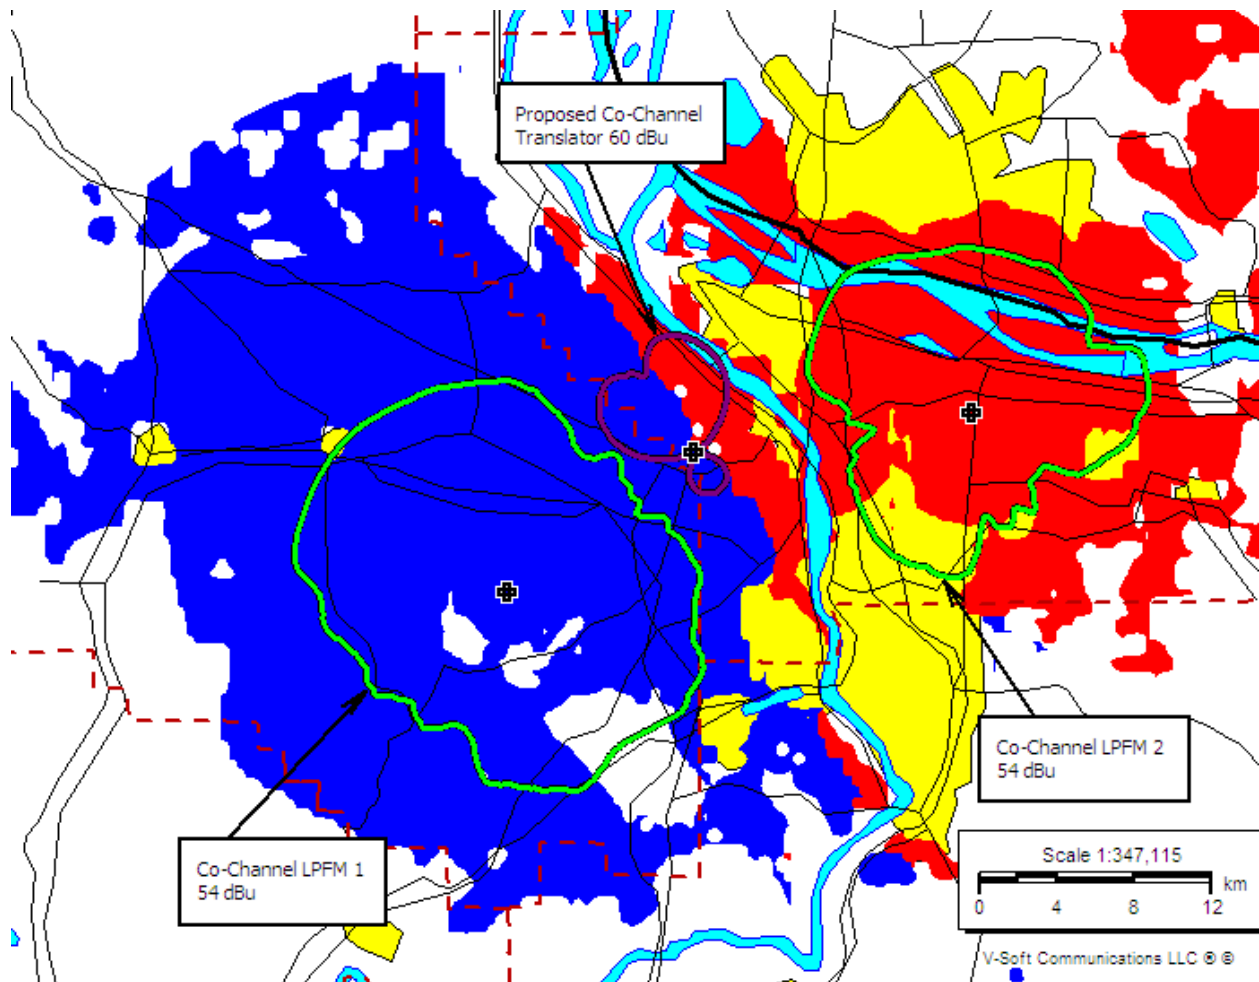 Proposed Co-Channel
Translator 60 dBu
Co-Channel LPFM 2
54 dBu
Co-Channel LPFM 1
54 dBu
Scale 1:347,115
km
0 4 8 12
V-Soft Communications LLC ® ©